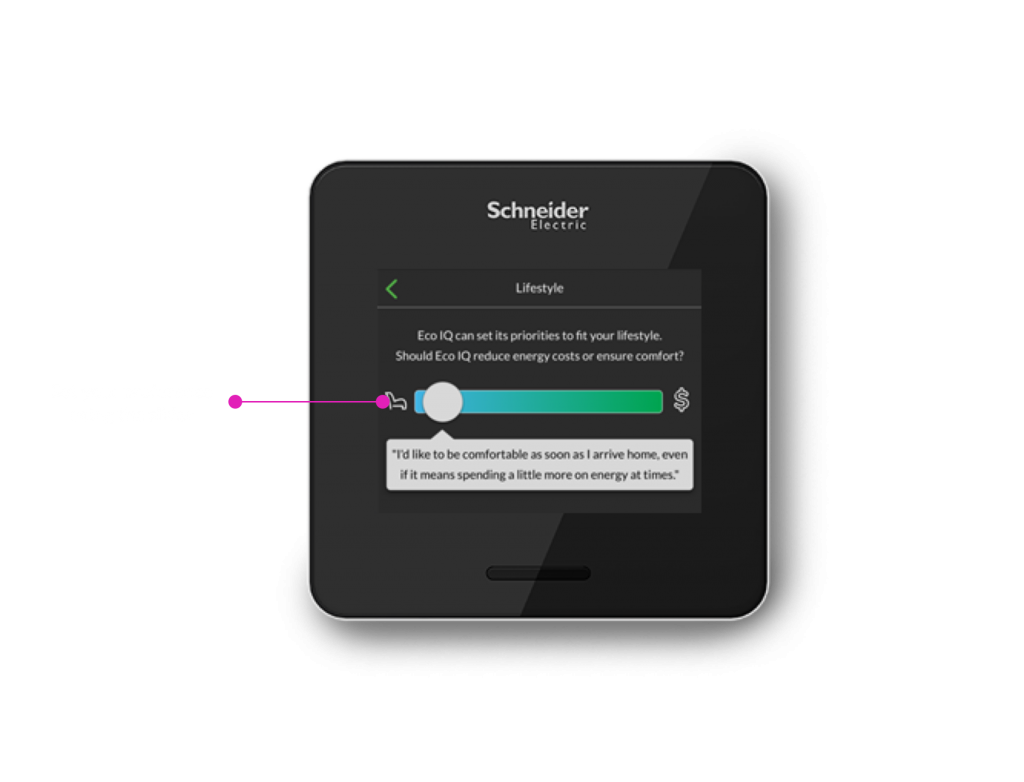 Schneider
Electric
Lifestyle
Eco IQ can set its priorities to fit your lifestyle.
Should Eco IQ reduce energy costs or ensure comfort?
$
"I'd like to be comfortable as soon as I arrive home, even
if it means spending a little more on energy at times."